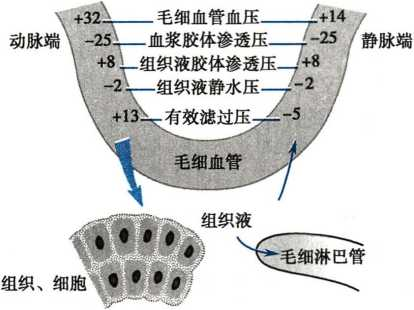 +32 毛细血管血压 +14
动脉端 -25 血浆胶体渗透压 -25 静脉端
+8 组织液胶体渗透压 +8
-2 组织液静水压 -2
+13 有效滤过压 -5
毛细血管
组织液
毛细淋巴管
组织、细胞